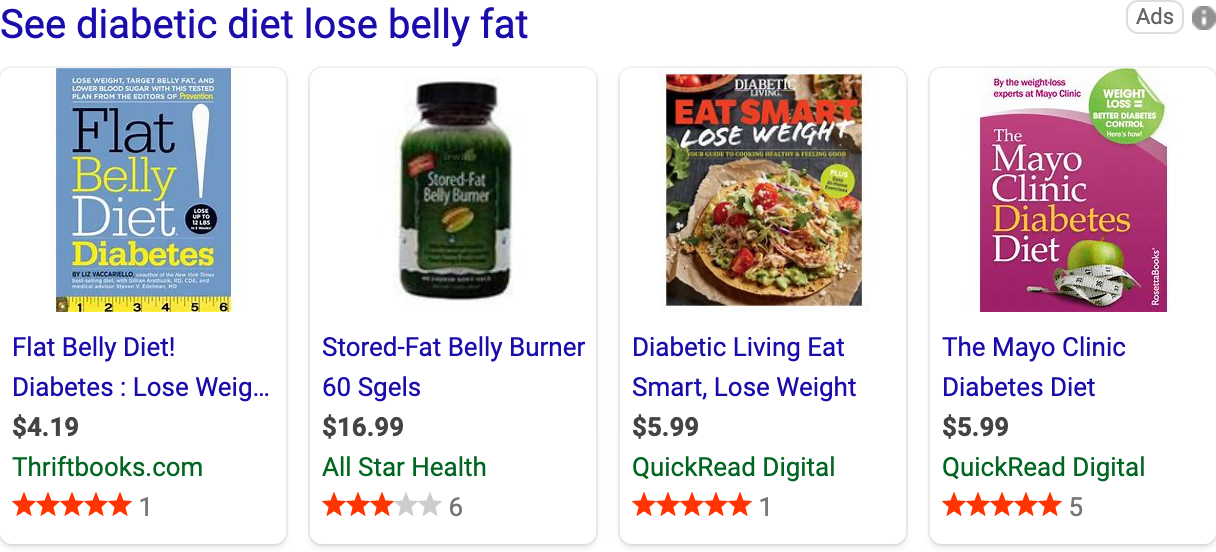 See diabetic diet lose belly fat
Ads
LOSE WEIGHT, TARGET BELLY FAT, AND
LOWER BLOOD SUGAR WITH THIS TESTED
PLAN FROM THE EDITORS OF Prevention.
Flat
Belly
Diet
!
LOSE
UP TO
12 LBS
in 5 Weeks!
Diabetes
BY LIZ VACCARIELLO, coauthor of the New York Times
best-selling diet, with Gillian Arathuzik, RD, CDE, and
medical advisor Steven V. Edelman, MD
1 2 3 4 5 6
Flat Belly Diet!
Diabetes : Lose Weig...
$4.19
Thriftbooks.com
1
Stored-Fat
Belly Burner
Stored-Fat Belly Burner
60 Sgels
$16.99
All Star Health
6
DIABETIC
LIVING
EAT SMART
LOSE WEIGHT
YOUR GUIDE TO COOKING HEALTHY & FEELING GOOD
PLUS
Easy
At-Home
Exercises
Diabetic Living Eat
Smart, Lose Weight
$5.99
QuickRead Digital
1
By the weight-loss
experts at Mayo Clinic
WEIGHT
LOSS =
BETTER DIABETES
CONTROL
Here's how!
The
Mayo
Clinic
Diabetes
Diet
RosettaBooks
The Mayo Clinic
Diabetes Diet
$5.99
QuickRead Digital
5